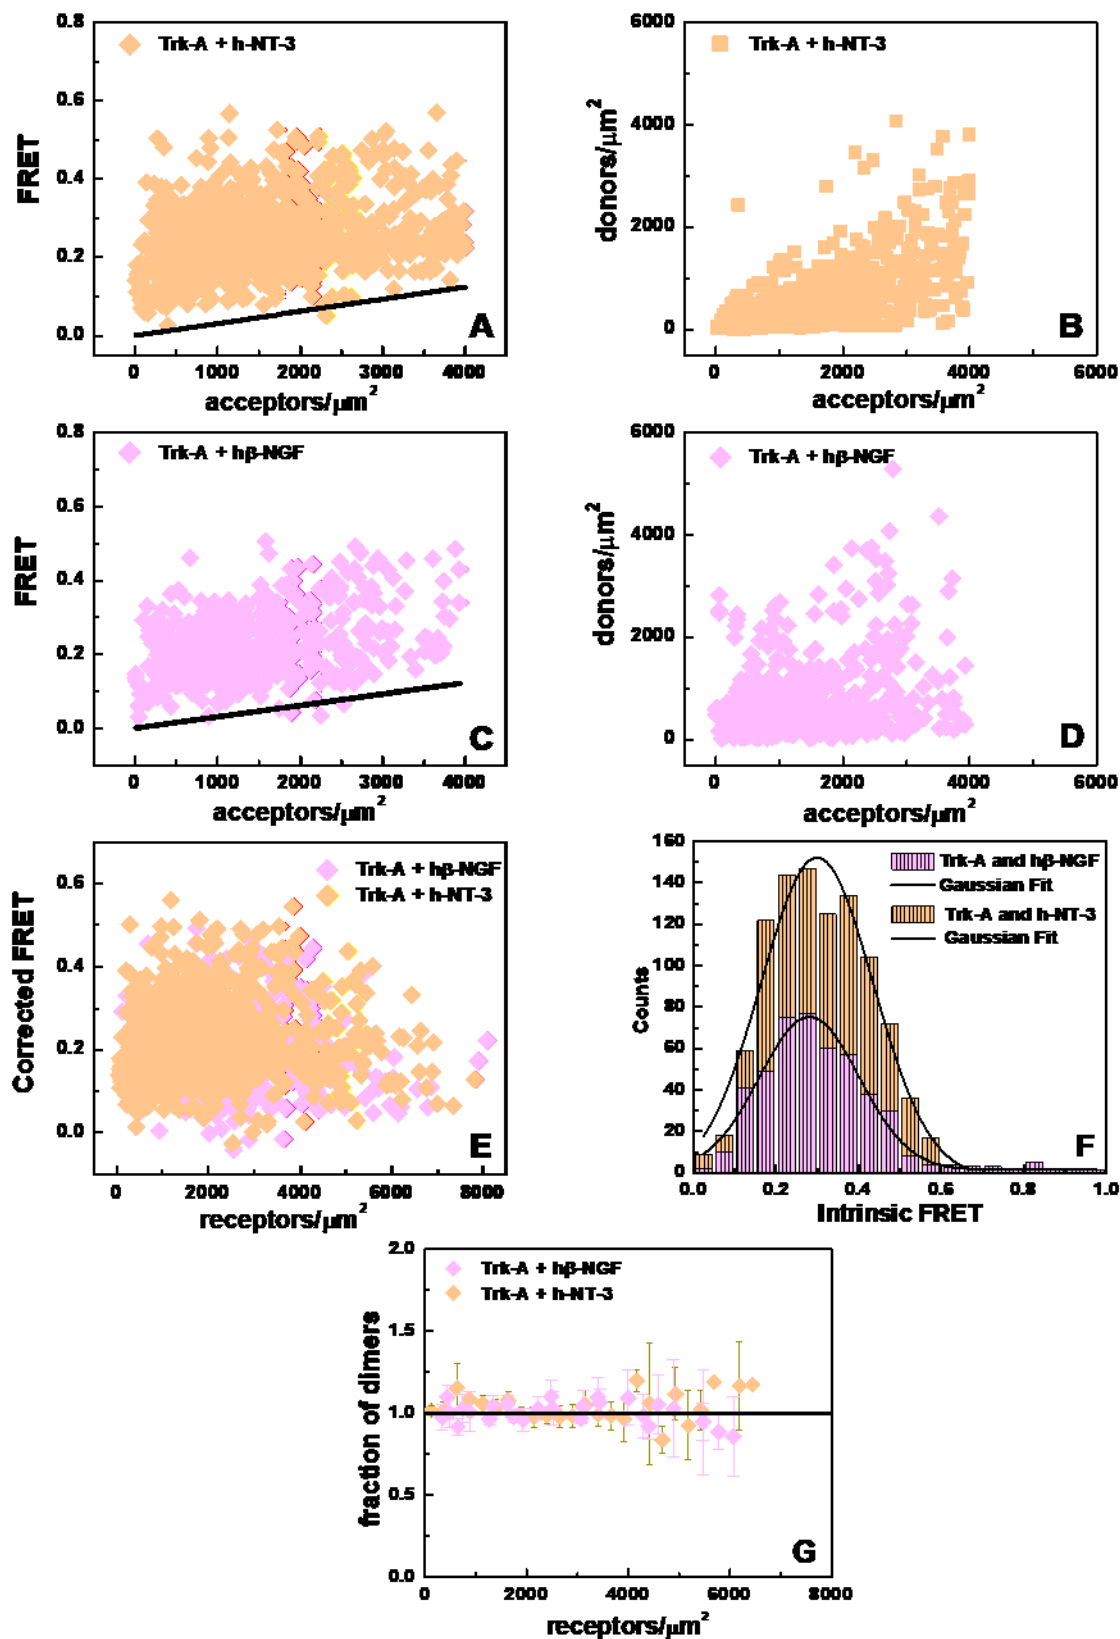 0.8
Trk-A + h-NT-3
0.6
0.4
0.2
0.0
FRET
A
0 1000 2000 3000 4000
acceptors/μm²
6000
Trk-A + h-NT-3
4000
2000
0
donors/μm²
B
0 2000 4000 6000
acceptors/μm²
0.8
Trk-A + hβ-NGF
0.6
0.4
0.2
0.0
FRET
C
0 1000 2000 3000 4000
acceptors/μm²
6000
Trk-A + hβ-NGF
4000
2000
0
donors/μm²
D
0 2000 4000 6000
acceptors/μm²
Trk-A + hβ-NGF
Trk-A + h-NT-3
0.6
0.4
0.2
0.0
Corrected FRET
E
0 2000 4000 6000 8000
receptors/μm²
160
140
120
100
80
60
40
20
0
Counts
Trk-A and hβ-NGF
Gaussian Fit
Trk-A and h-NT-3
Gaussian Fit
F
0.0 0.2 0.4 0.6 0.8 1.0
Intrinsic FRET
2.0
Trk-A + hβ-NGF
Trk-A + h-NT-3
1.5
1.0
0.5
0.0
fraction of dimers
G
0 2000 4000 6000 8000
receptors/μm²